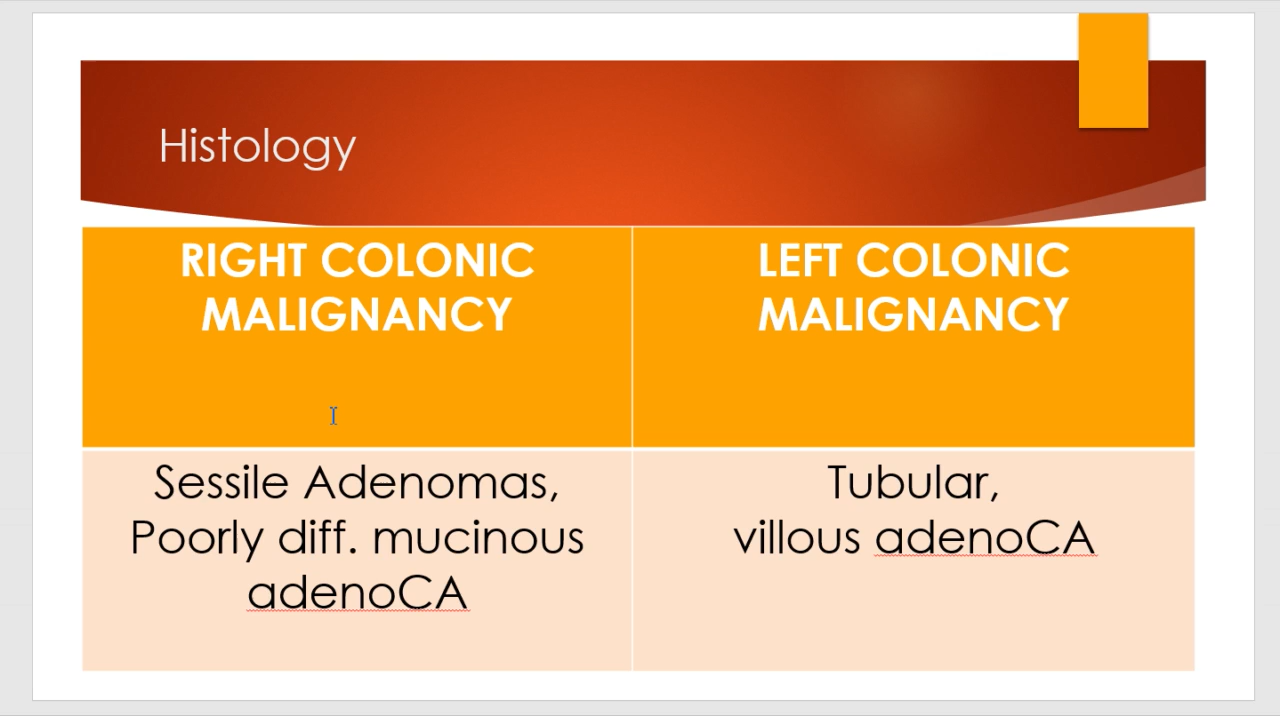 Histology
RIGHT COLONIC
MALIGNANCY
LEFT COLONIC
MALIGNANCY
Sessile Adenomas,
Poorly diff. mucinous
adenoCA
Tubular,
villous adenoCA